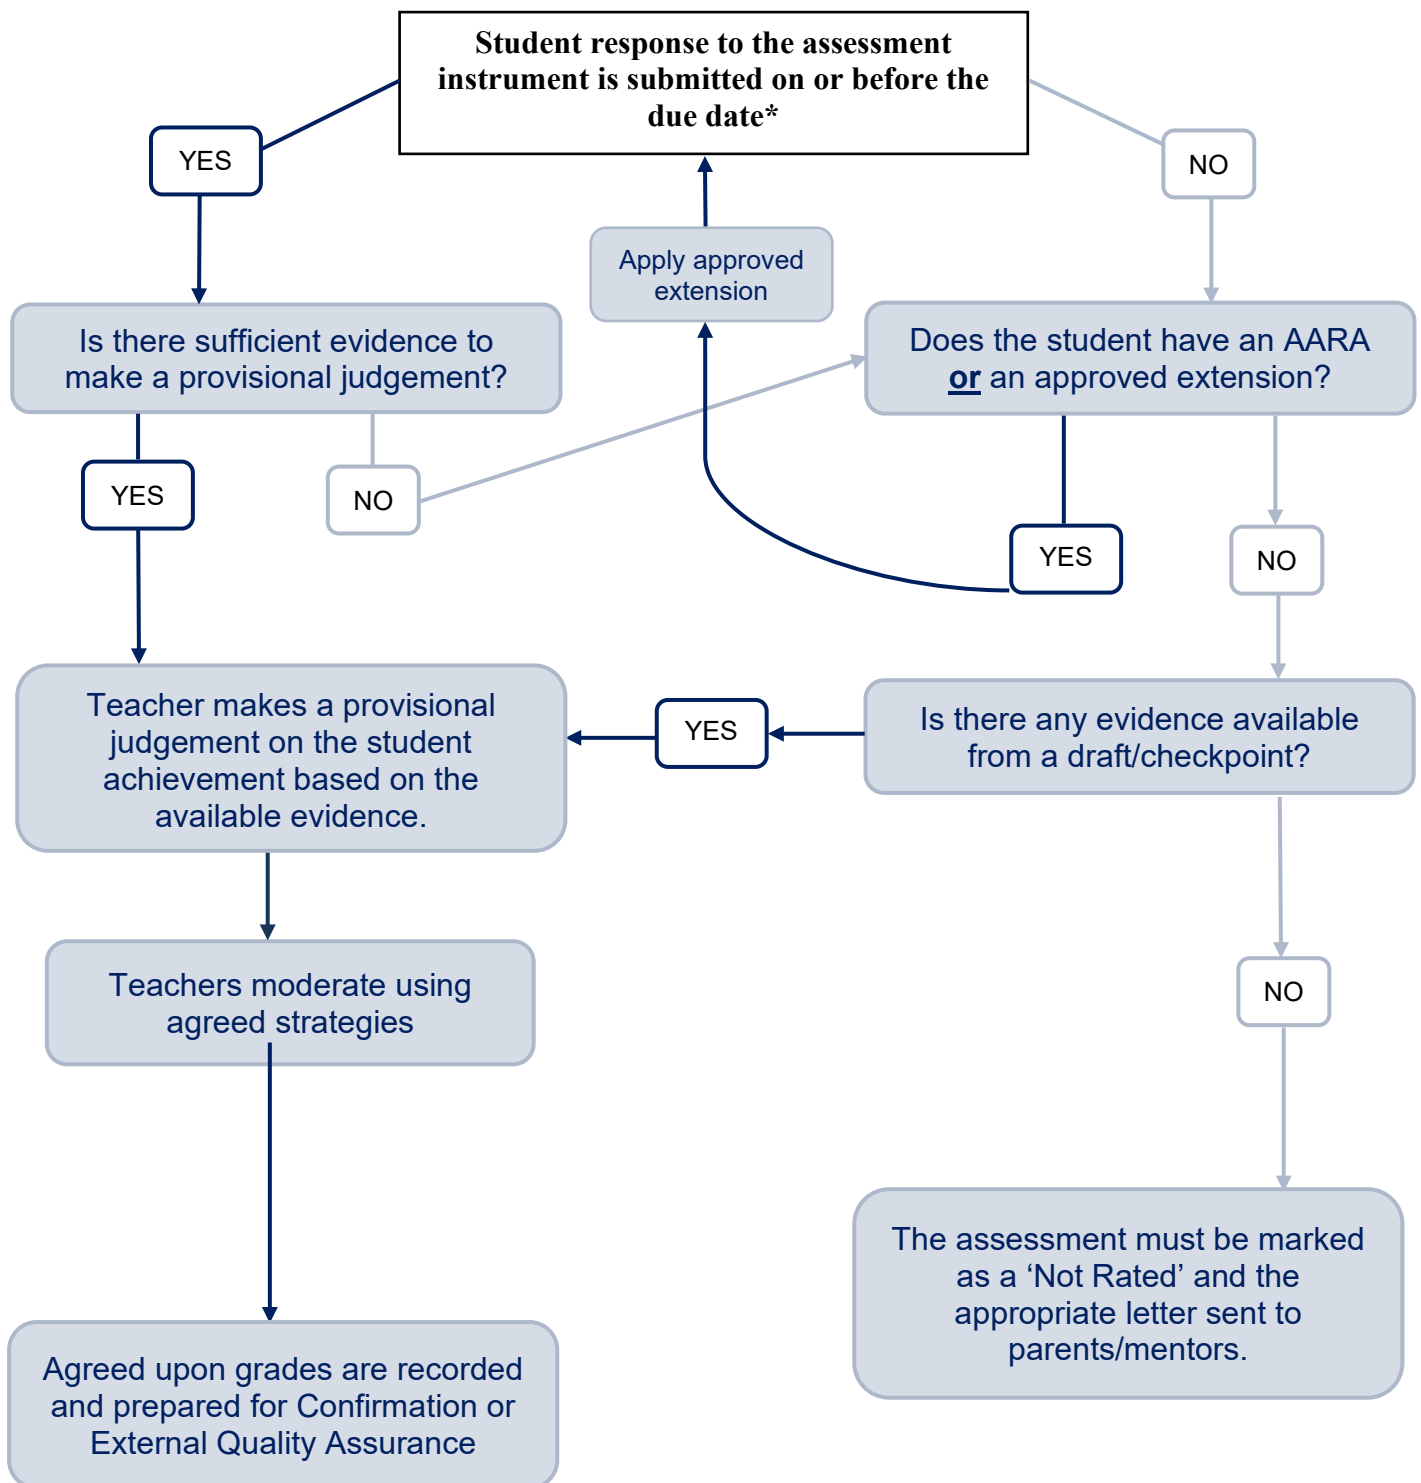 Student response to the assessment
instrument is submitted on or before the
due date*
YES
NO
Apply approved
extension
Is there sufficient evidence to
make a provisional judgement?
Does the student have an AARA
or an approved extension?
YES
NO
YES
NO
Teacher makes a provisional
judgement on the student
achievement based on the
available evidence.
YES
Is there any evidence available
from a draft/checkpoint?
Teachers moderate using
agreed strategies
NO
The assessment must be marked
as a ‘Not Rated’ and the
appropriate letter sent to
parents/mentors.
Agreed upon grades are recorded
and prepared for Confirmation or
External Quality Assurance